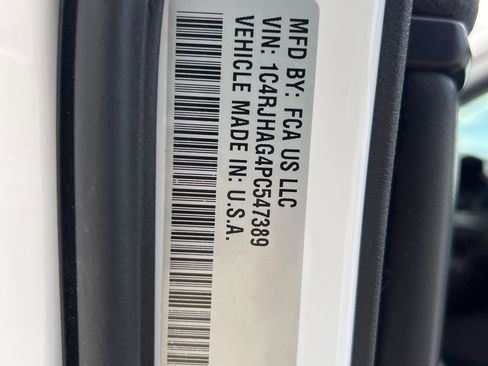 MFD BY: FCA US LLC
VIN: 1C4RJHAG4PC547389
VEHICLE MADE IN: U.S.A.